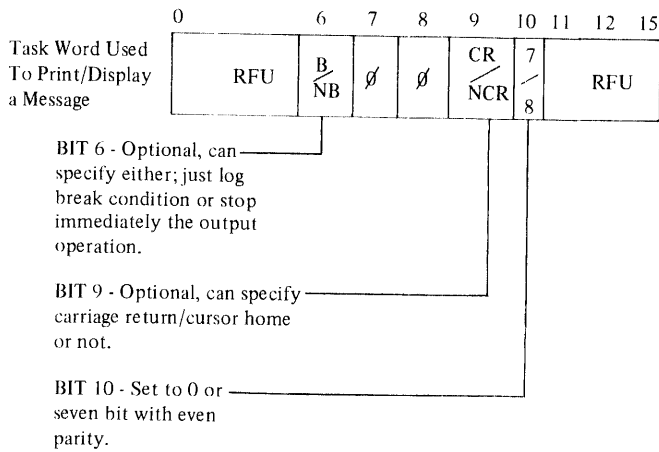 0 6 7 8 9 10 11 12 15
Task Word Used
To Print/Display
a Message
RFU B/NB ∅ ∅ CR/NCR 7/8 RFU
BIT 6 - Optional, can
specify either; just log
break condition or stop
immediately the output
operation.
BIT 9 - Optional, can specify
carriage return/cursor home
or not.
BIT 10 - Set to 0 or
seven bit with even
parity.